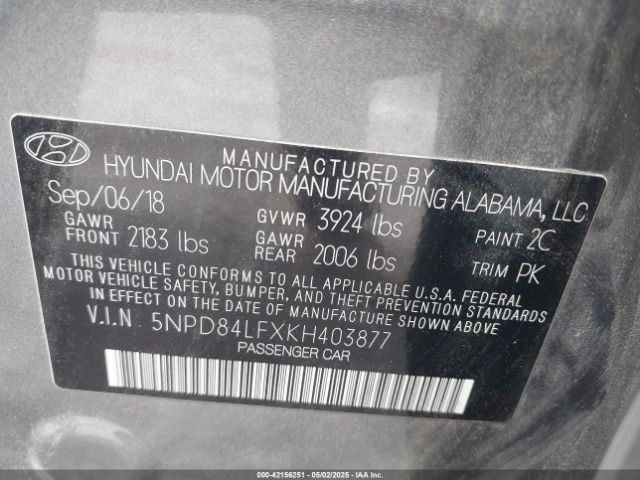 MANUFACTURED BY
HYUNDAI MOTOR MANUFACTURING ALABAMA, LLC
Sep/06/18 GVWR 3924 lbs PAINT 2C
GAWR FRONT 2183 lbs GAWR REAR 2006 lbs TRIM PK
THIS VEHICLE CONFORMS TO ALL APPLICABLE U.S.A. FEDERAL
MOTOR VEHICLE SAFETY, BUMPER, AND THEFT PREVENTION STANDARDS
IN EFFECT ON THE DATE OF MANUFACTURE SHOWN ABOVE
V.I.N 5NPD84LFXKH403877
PASSENGER CAR
000-42156251 - 05/02/2025 - IAAI.COM